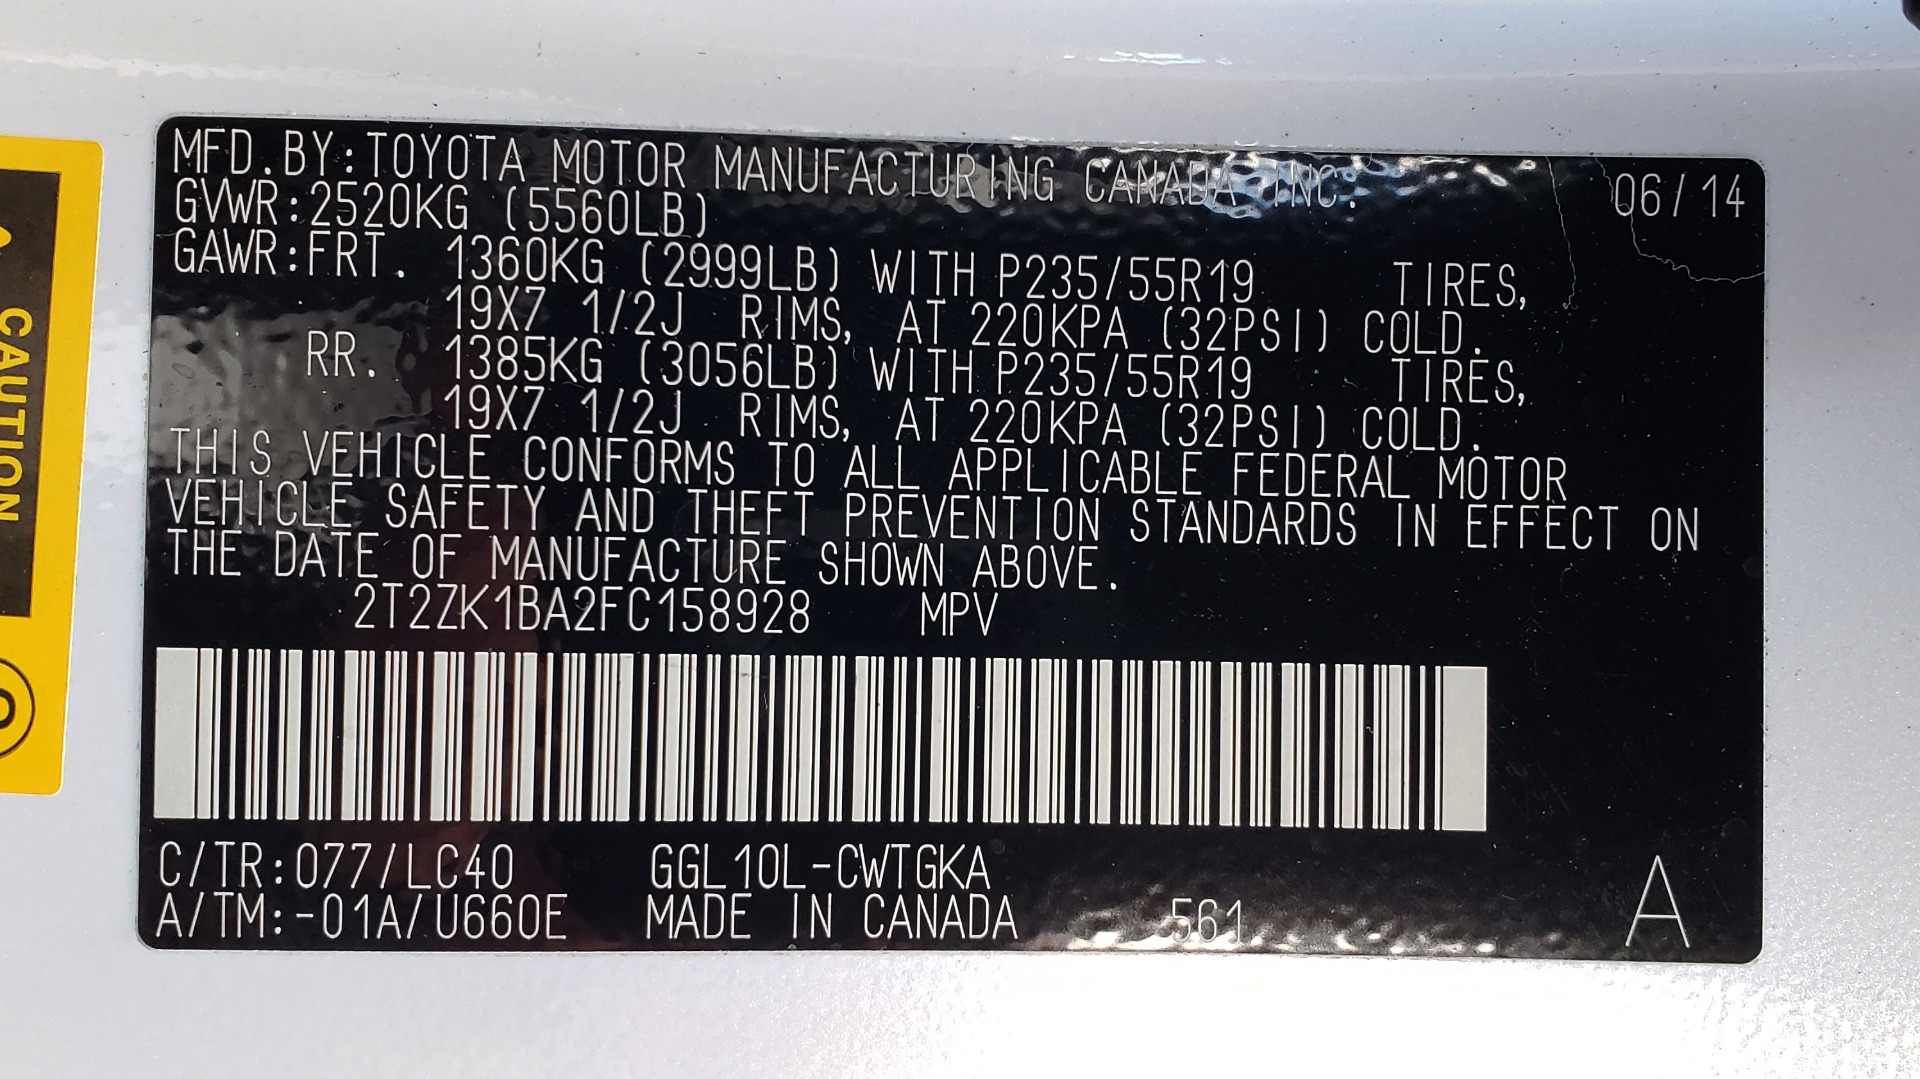 MFD.BY:TOYOTA MOTOR MANUFACTURING CANADA INC. 06/14
GVWR:2520KG (5560LB)
GAWR:FRT. 1360KG (2999LB) WITH P235/55R19 TIRES,
19X7 1/2J RIMS, AT 220KPA (32PSI) COLD.
RR. 1385KG (3056LB) WITH P235/55R19 TIRES,
19X7 1/2J RIMS, AT 220KPA (32PSI) COLD.
THIS VEHICLE CONFORMS TO ALL APPLICABLE FEDERAL MOTOR
VEHICLE SAFETY AND THEFT PREVENTION STANDARDS IN EFFECT ON
THE DATE OF MANUFACTURE SHOWN ABOVE.
2T2ZK1BA2FC158928 MPV
C/TR:077/LC40 GGL10L-CWTGKA
A/TM:-01A/U660E MADE IN CANADA 561 A
CAUTION